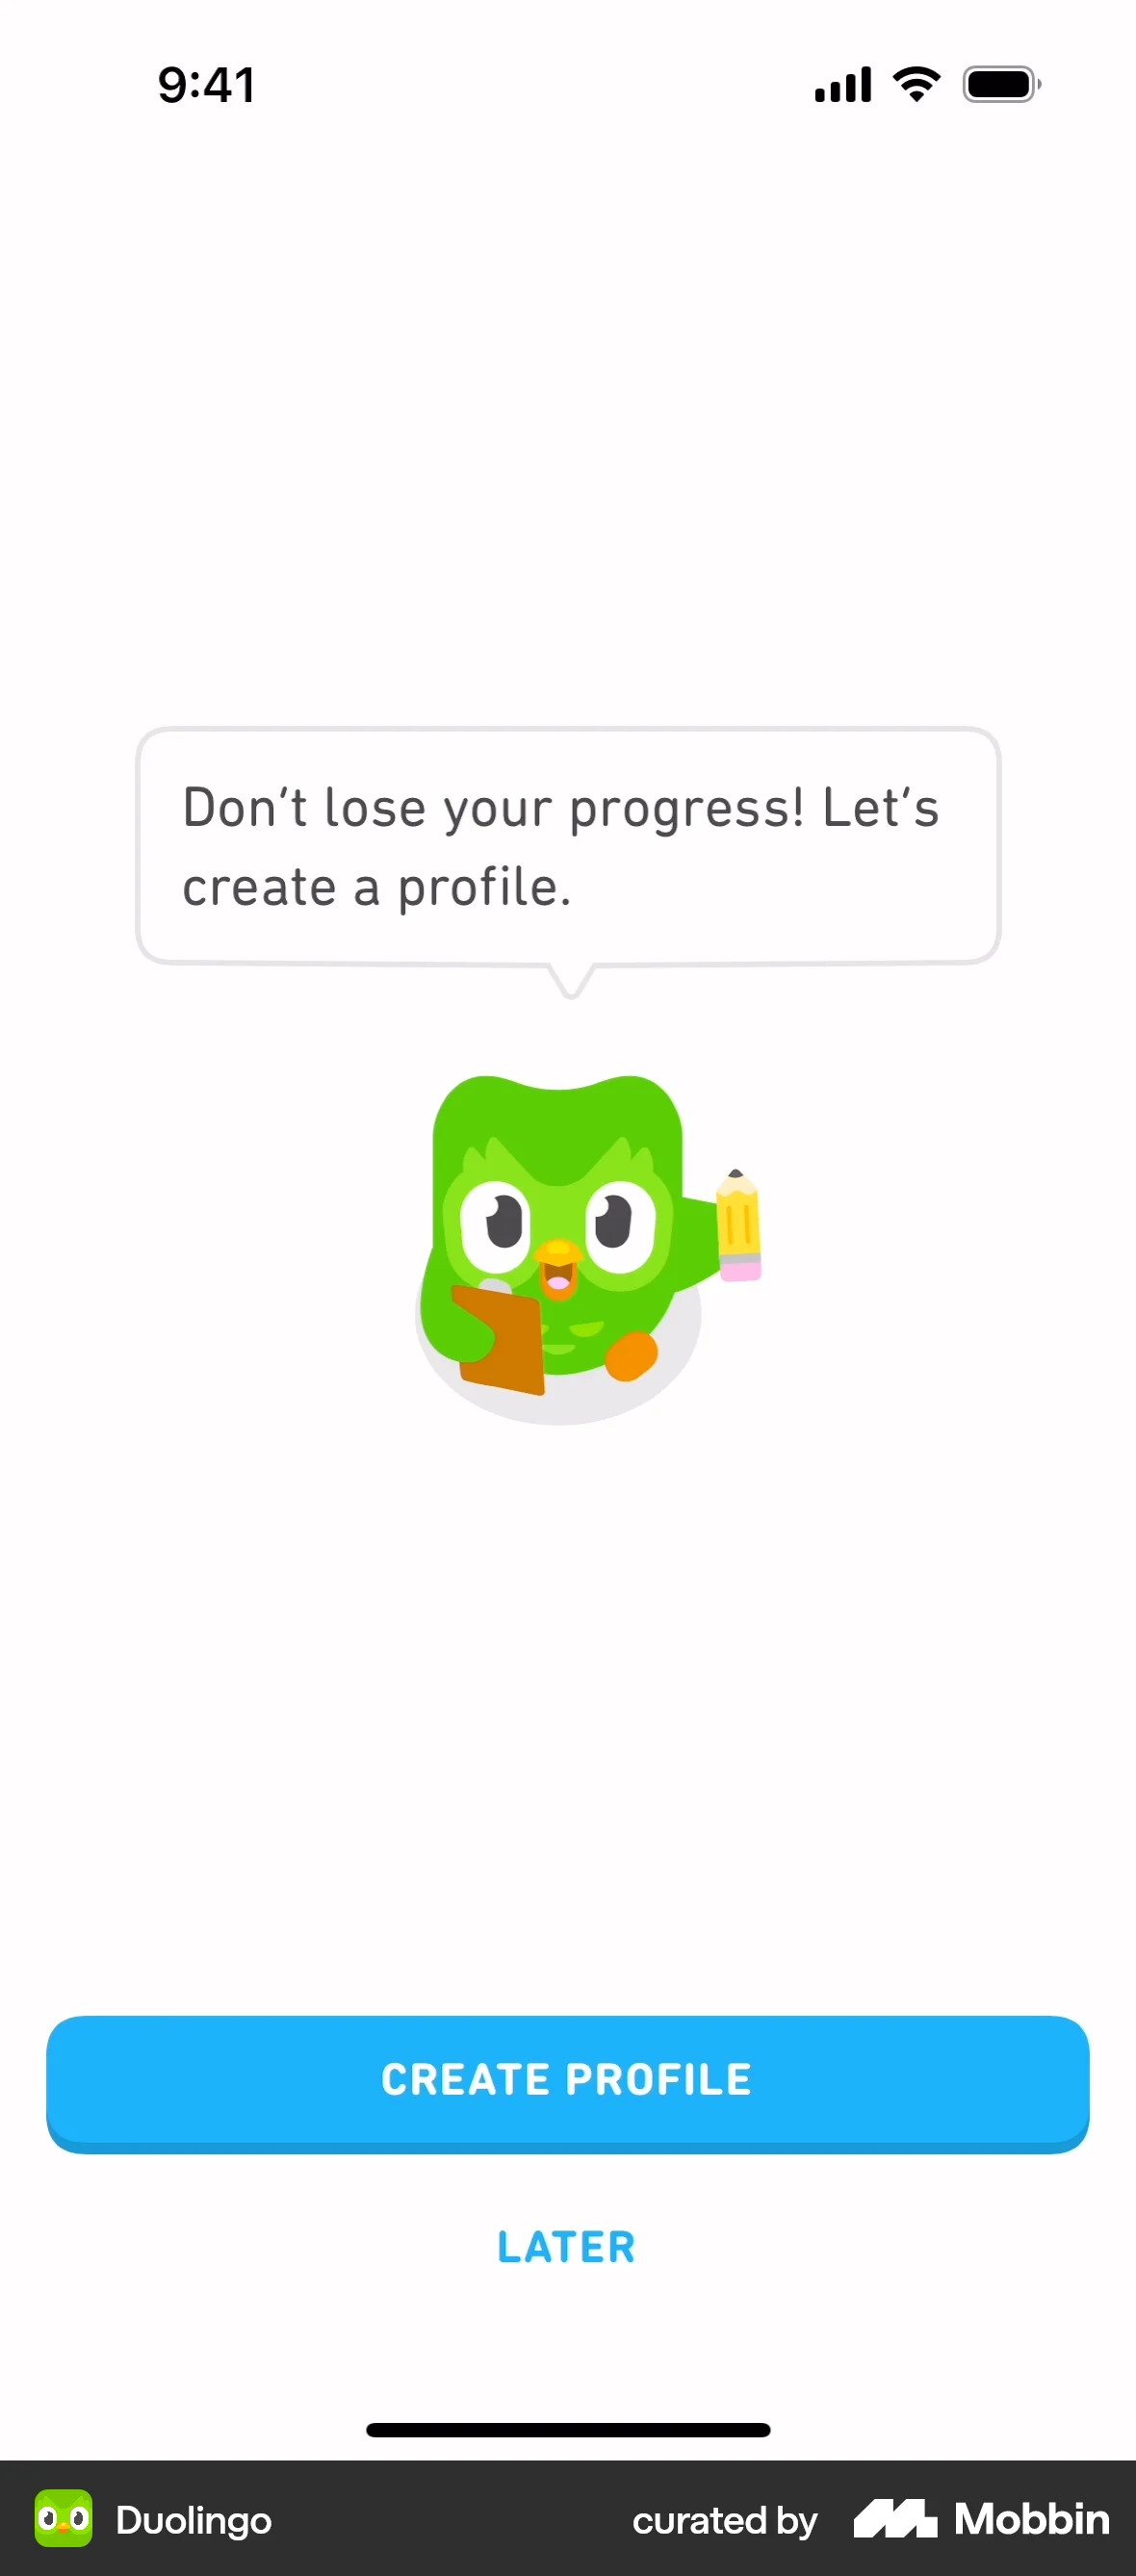 9:41
Don’t lose your progress! Let’s
create a profile.
CREATE PROFILE
LATER
Duolingo
curated by Mobbin